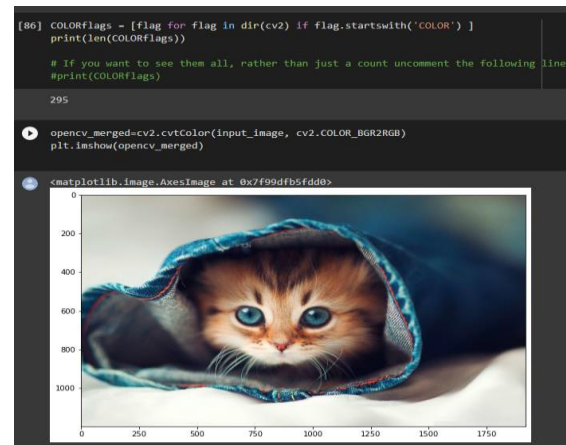 [86] COLORflags = [flag for flag in dir(cv2) if flag.startswith('COLOR') ]
print(len(COLORflags))
# If you want to see them all, rather than just a count uncomment the following line
#print(COLORflags)
295
opencv_merged=cv2.cvtColor(input_image, cv2.COLOR_BGR2RGB)
plt.imshow(opencv_merged)
<matplotlib.image.AxesImage at 0x7f99dfb5fdd0>
0
200
400
600
800
1000
0 250 500 750 1000 1250 1500 1750